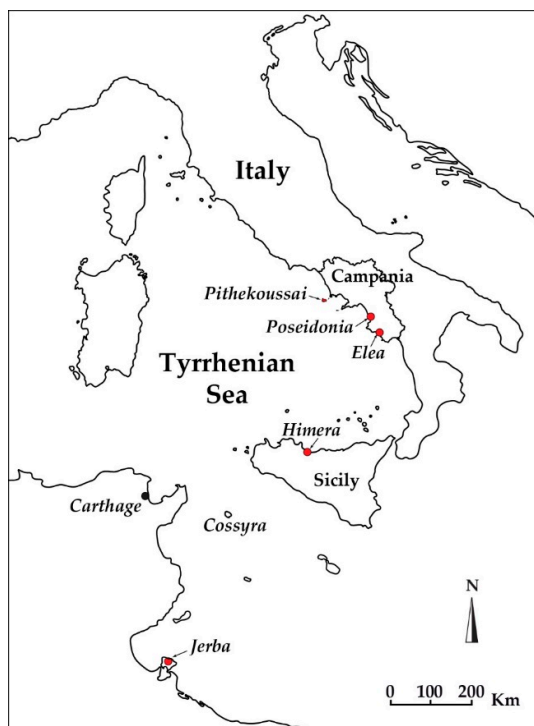 Italy
Campania
Pithekoussai
Poseidonia
Elea
Tyrrhenian
Sea
Himera
Sicily
Carthage
Cossyra
N
Jerba
0 100 200 Km